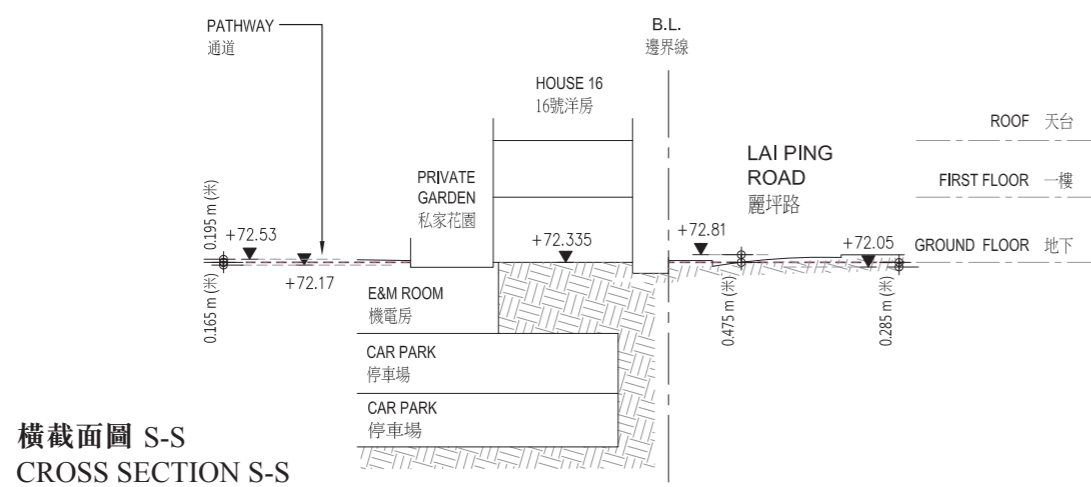 PATHWAY
通道
B.L.
邊界線
HOUSE 16
16號洋房
ROOF 天台
LAI PING
ROAD
麗坪路
PRIVATE
GARDEN
私家花園
FIRST FLOOR 一樓
0.195 m (米)
+72.53
+72.335
+72.81
+72.05
GROUND FLOOR 地下
0.165 m (米)
+72.17
0.475 m (米)
0.285 m (米)
E&M ROOM
機電房
CAR PARK
停車場
CAR PARK
停車場
橫截面圖 S-S
CROSS SECTION S-S